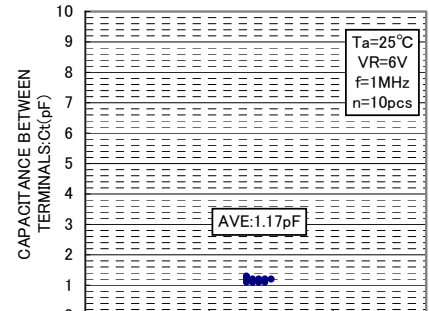 CAPACITANCE BETWEEN
TERMINALS:Ct(pF)
10
9
8
7
6
5
4
3
2
1
Ta=25℃
VR=6V
f=1MHz
n=10pcs
AVE:1.17pF